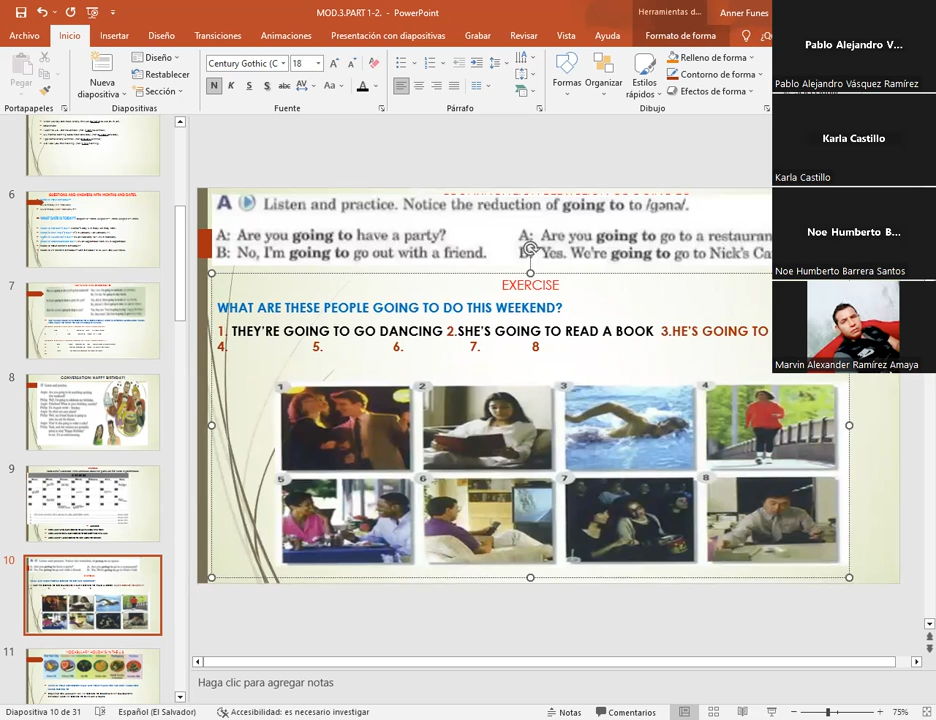 MOD.3.PART 1-2. - PowerPoint
Herramientas d...
Anner Funes
Archivo
Inicio
Insertar
Diseño
Transiciones
Animaciones
Presentación con diapositivas
Grabar
Revisar
Vista
Ayuda
Formato de forma
Pegar
Nueva
diapositiva
Diseño
Restablecer
Sección
Century Gothic (C
18
N K S abc AV Aa A
Formas
Organizar
Estilos
rápidos
Relleno de forma
Contorno de forma
Efectos de forma
Portapapeles
Diapositivas
Fuente
Párrafo
Dibujo
Pablo Alejandro V...
Pablo Alejandro Vásquez Ramírez
Karla Castillo
Karla Castillo
Noe Humberto B...
Noe Humberto Barrera Santos
Marvin Alexander Ramírez Amaya
6
7
8
CONVERSATION: HAPPY BIRTHDAY!
9
10
11
A Listen and practice. Notice the reduction of going to to /gənə/.
A: Are you going to have a party?
B: No, I'm going to go out with a friend.
A: Are you going to go to a restauran
Yes. We're going to go to Nick's Ca
EXERCISE
WHAT ARE THESE PEOPLE GOING TO DO THIS WEEKEND?
1. THEY'RE GOING TO GO DANCING 2.SHE'S GOING TO READ A BOOK 3.HE'S GOING TO
4. 5. 6. 7. 8
1 2 3 4
5 6 7 8
Haga clic para agregar notas
Diapositiva 10 de 31
Español (El Salvador)
Accesibilidad: es necesario investigar
Notas
Comentarios
75%